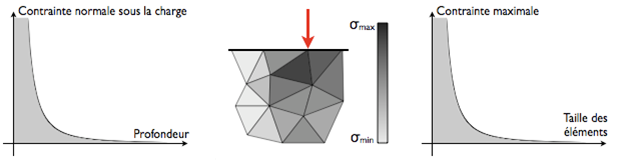 Contrainte normale sous la charge
Profondeur
σmax
σmin
Contrainte maximale
Taille des
éléments